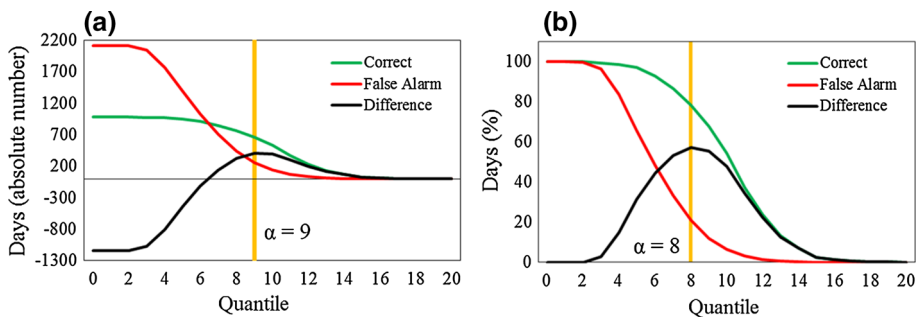 (a)
Days (absolute number)
2200
1700
1200
700
200
-300
-800
-1300
Correct
False Alarm
Difference
α = 9
0 2 4 6 8 10 12 14 16 18 20
Quantile
(b)
Days (%)
100
80
60
40
20
0
Correct
False Alarm
Difference
α = 8
0 2 4 6 8 10 12 14 16 18 20
Quantile